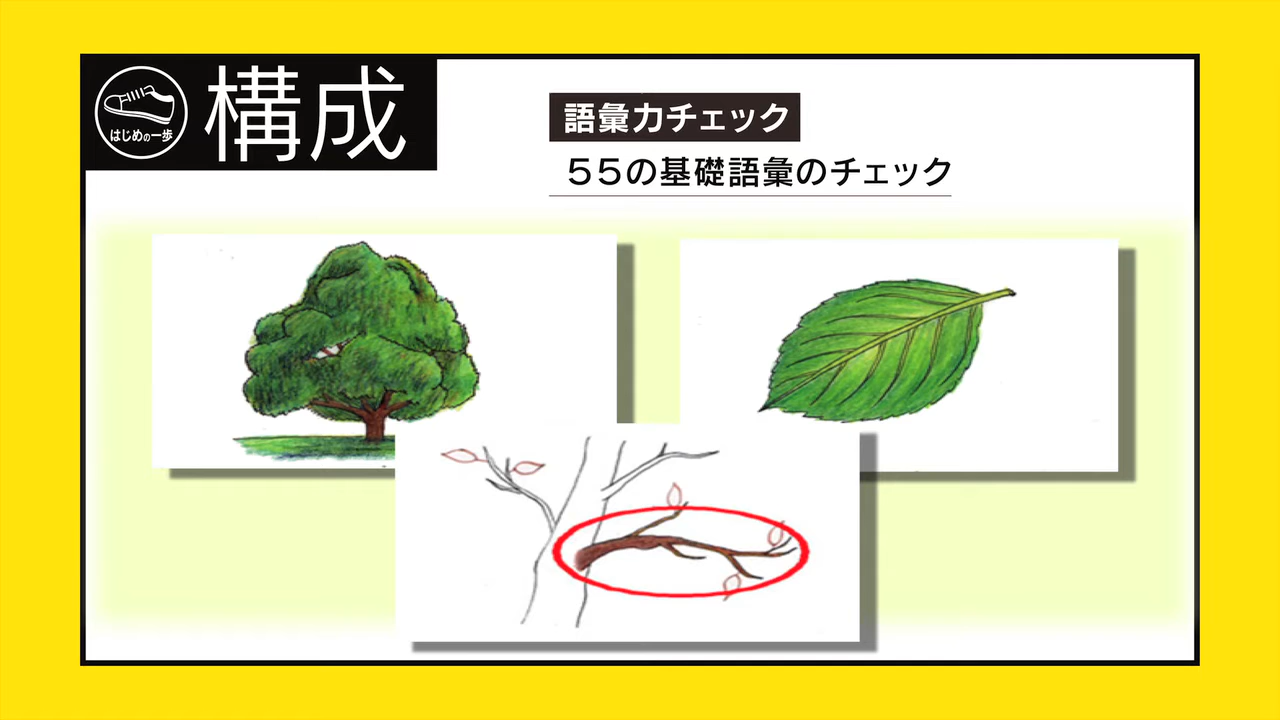 はじめの一歩
構成
語彙力チェック
55の基礎語彙のチェック